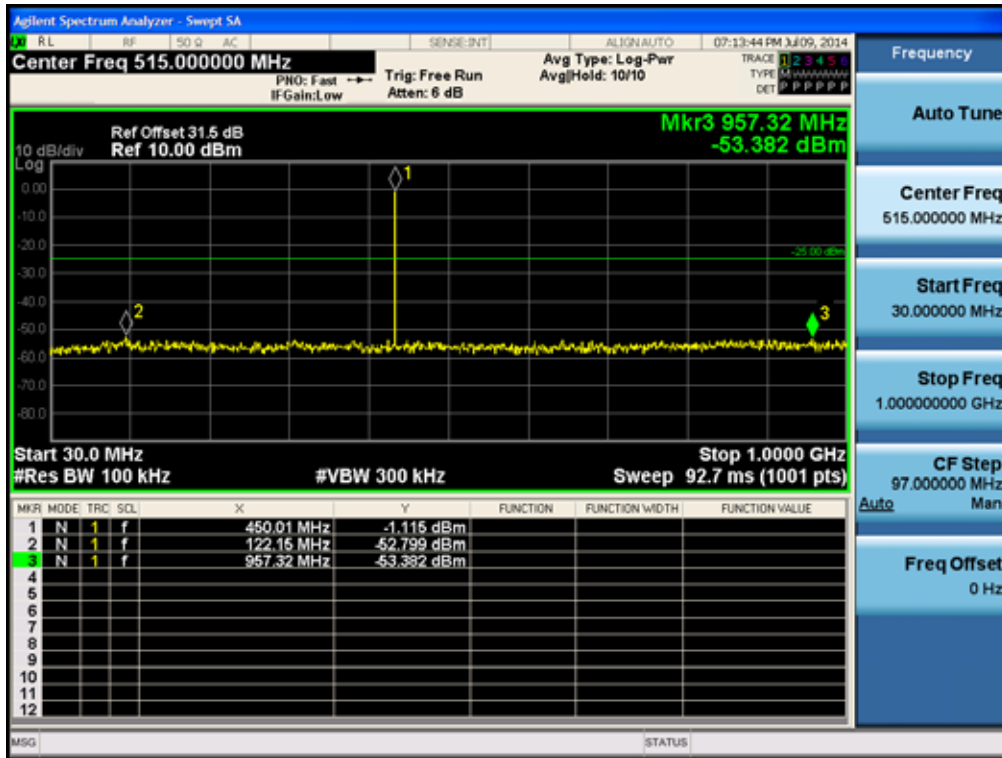 Agilent Spectrum Analyzer - Swept SA
RL RF 50 Ω AC SENSE:INT ALIGN AUTO 07:13:44 PM Jul 09, 2014
Center Freq 515.000000 MHz
PNO: Fast
IFGain:Low
Trig: Free Run
Atten: 6 dB
Avg Type: Log-Pwr
Avg|Hold: 10/10
TRACE 1 2 3 4 5 6
TYPE M
DET P P P P P P
Mkr3 957.32 MHz
-53.382 dBm
Ref Offset 31.5 dB
10 dB/div Ref 10.00 dBm
Log
1
0.00
-10.0
-20.0
-25.00 dBm
-30.0
-40.0
2
3
-50.0
-60.0
-70.0
-80.0
Start 30.0 MHz Stop 1.0000 GHz
#Res BW 100 kHz #VBW 300 kHz Sweep 92.7 ms (1001 pts)
MKR MODE TRC SCL X Y FUNCTION FUNCTION WIDTH FUNCTION VALUE
1 N 1 f 450.01 MHz -1.115 dBm
2 N 1 f 122.15 MHz -52.799 dBm
3 N 1 f 957.32 MHz -53.382 dBm
4
5
6
7
8
9
10
11
12
MSG STATUS
Frequency
Auto Tune
Center Freq
515.000000 MHz
Start Freq
30.000000 MHz
Stop Freq
1.000000000 GHz
CF Step
97.000000 MHz
Auto Man
Freq Offset
0 Hz